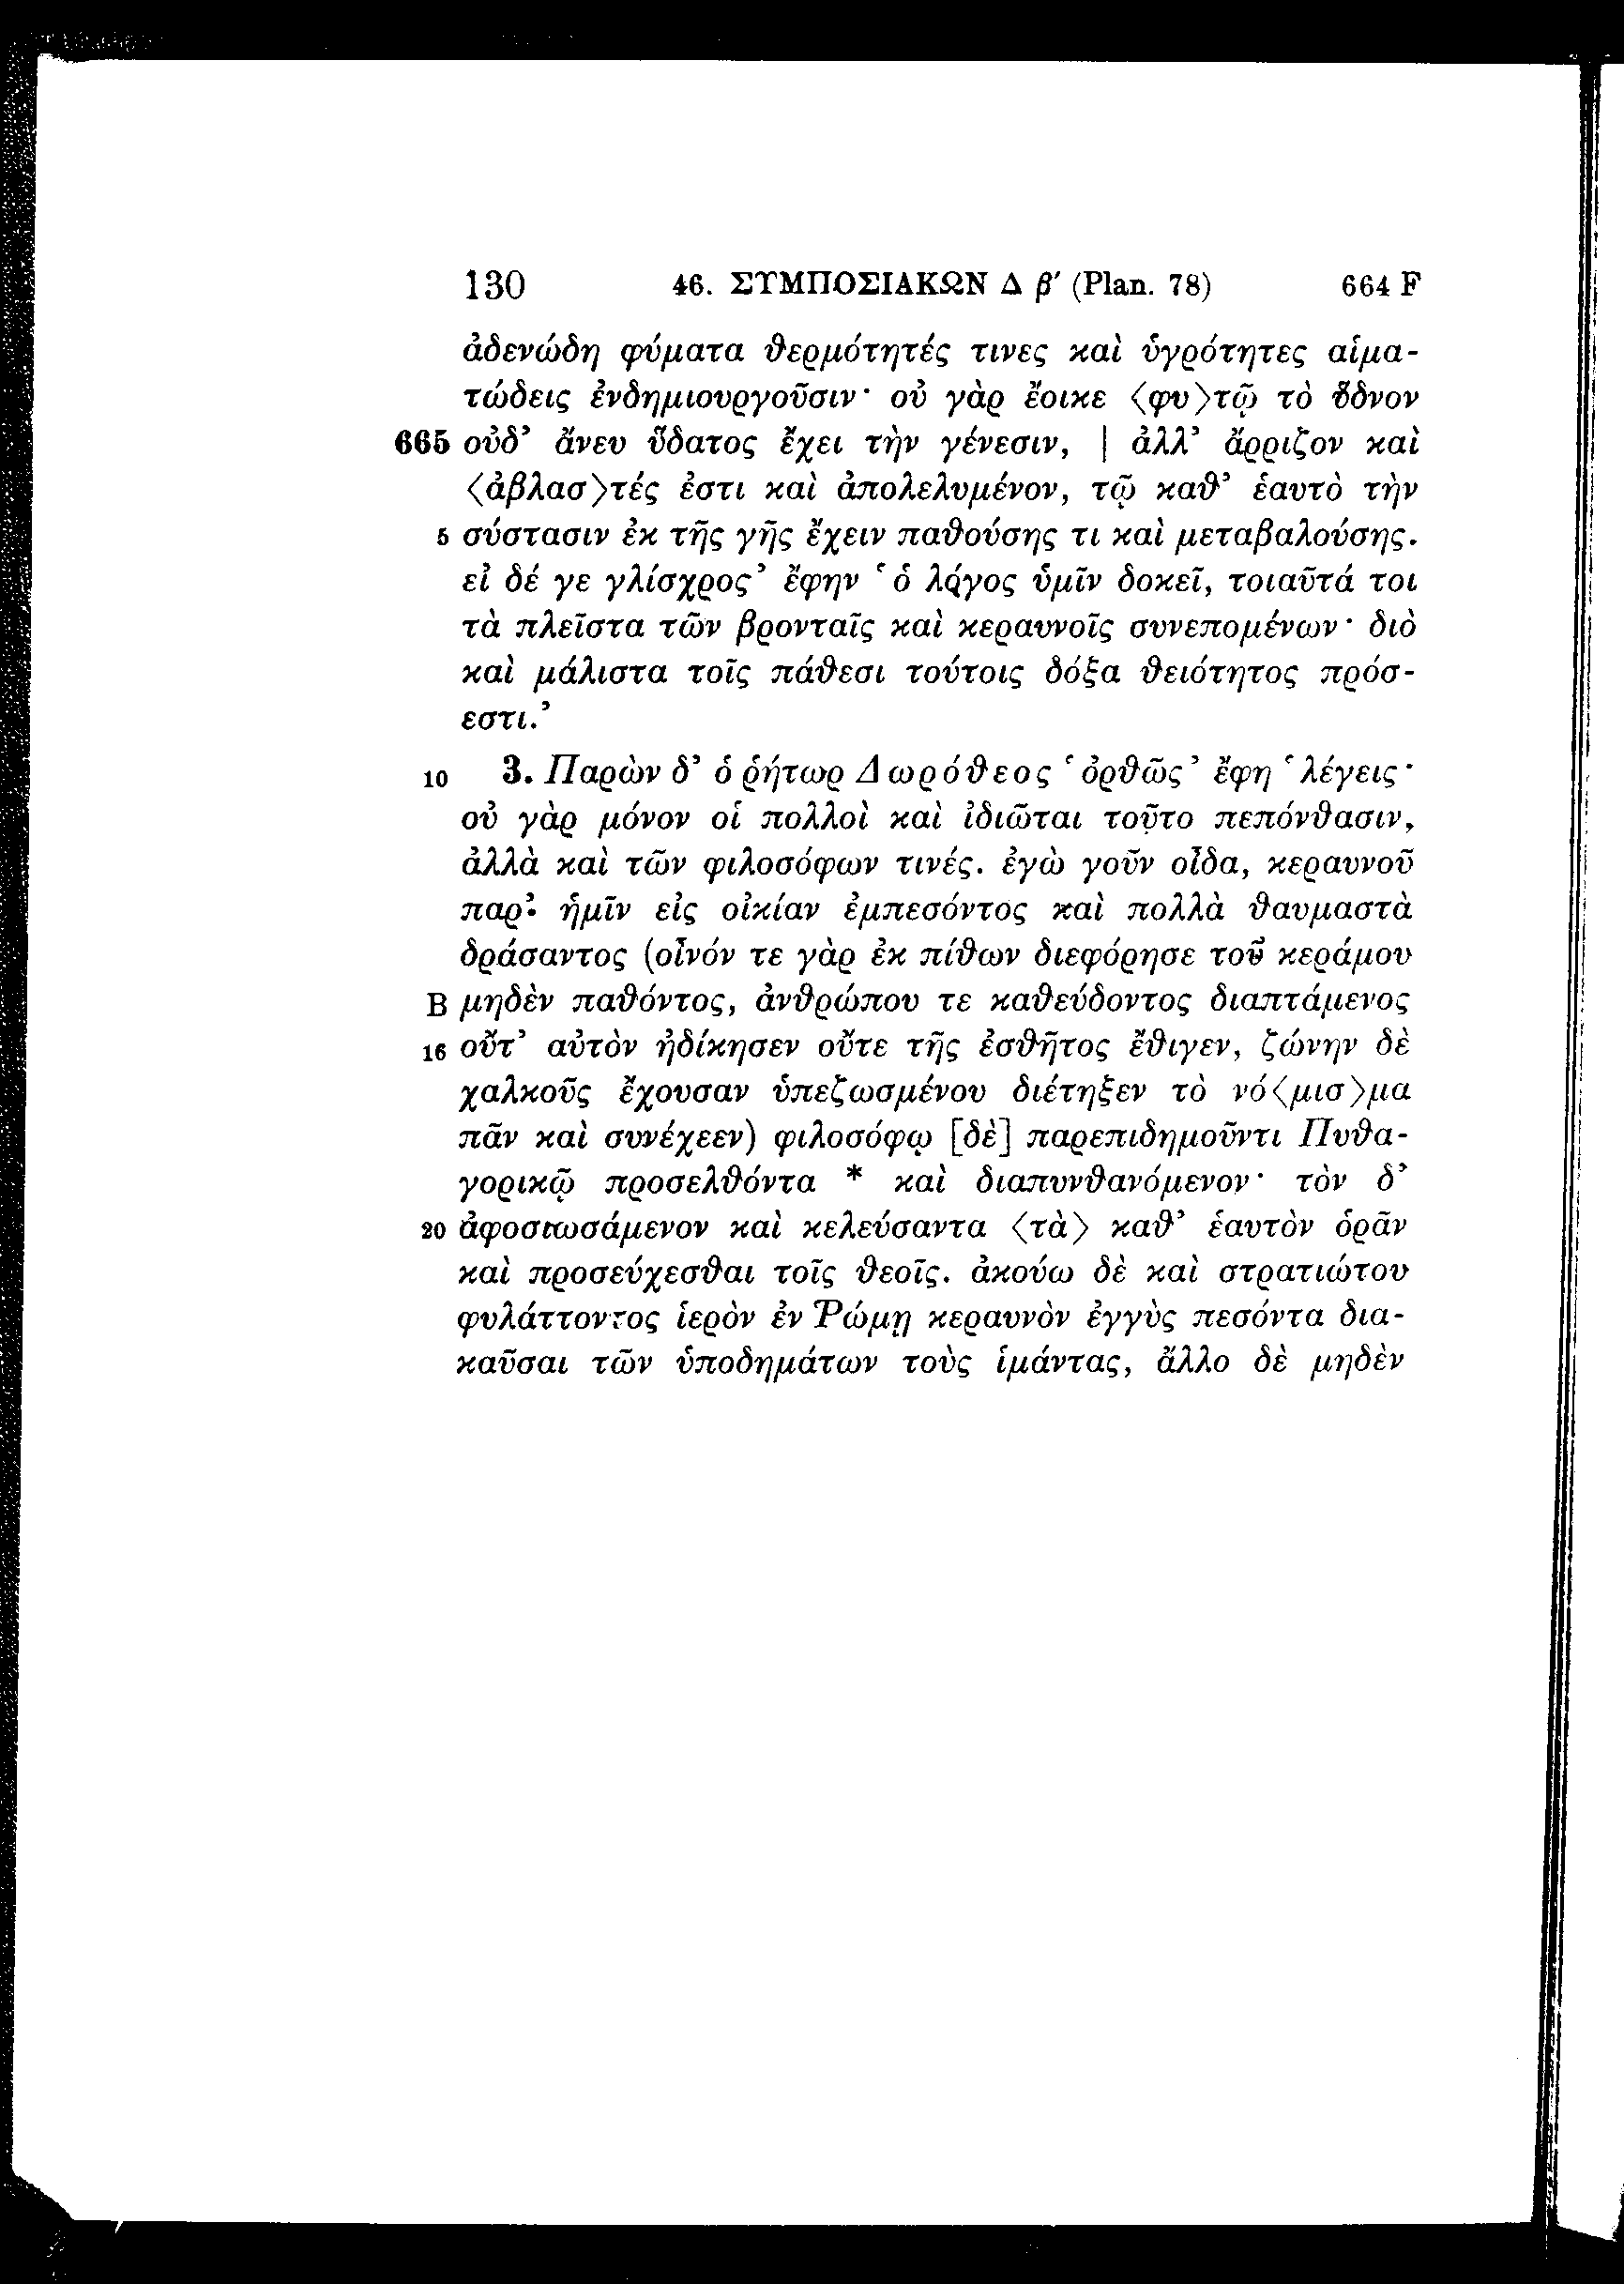 130 46. ΣΥΜΠΟΣΙΑΚΩΝ Δ β′ (Plan. 78) 664 F
ἀδενώδη φύματα θερμότητές τινες καὶ ὑγρότητες αἱμα-
τώδεις ἐνδημιουργοῦσιν· οὐ γὰρ ἔοικε ⟨φυ⟩τῷ τὸ ὕδνον
665 οὐδ’ ἄνευ ὕδατος ἔχει τὴν γένεσιν, | ἀλλ’ ἄρριζον καὶ
⟨ἀβλασ⟩τές ἐστι καὶ ἀπολελυμένον, τῷ καθ’ ἑαυτὸ τὴν
5 σύστασιν ἐκ τῆς γῆς ἔχειν παθούσης τι καὶ μεταβαλούσης.
εἰ δέ γε γλίσχρος’ ἔφην ‘ὁ λόγος ὑμῖν δοκεῖ, τοιαῦτά τοι
τὰ πλεῖστα τῶν βρονταῖς καὶ κεραυνοῖς συνεπομένων· διὸ
καὶ μάλιστα τοῖς πάθεσι τούτοις δόξα θειότητος πρόσ-
εστι.’
10 3. Παρὼν δ’ ὁ ῥήτωρ Δωρόθεος ‘ὀρθῶς’ ἔφη ‘λέγεις·
οὐ γὰρ μόνον οἱ πολλοὶ καὶ ἰδιῶται τοῦτο πεπόνθασιν,
ἀλλὰ καὶ τῶν φιλοσόφων τινές. ἐγὼ γοῦν οἶδα, κεραυνοῦ
παρ’ ἡμῖν εἰς οἰκίαν ἐμπεσόντος καὶ πολλὰ θαυμαστὰ
δράσαντος (οἶνόν τε γὰρ ἐκ πίθων διεφόρησε τοῦ κεράμου
B μηδὲν παθόντος, ἀνθρώπου τε καθεύδοντος διαπτάμενος
16 οὔτ’ αὐτὸν ἠδίκησεν οὔτε τῆς ἐσθῆτος ἔθιγεν, ζώνην δὲ
χαλκοῦς ἔχουσαν ὑπεζωσμένου διέτηξεν τὸ νό⟨μισ⟩μα
πᾶν καὶ συνέχεεν) φιλοσόφῳ [δὲ] παρεπιδημοῦντι Πυθα-
γορικῷ προσελθόντα * καὶ διαπυνθανόμενον· τὸν δ’
20 ἀφοσιωσάμενον καὶ κελεύσαντα ⟨τὰ⟩ καθ’ ἑαυτὸν ὁρᾶν
καὶ προσεύχεσθαι τοῖς θεοῖς. ἀκούω δὲ καὶ στρατιώτου
φυλάττοντος ἱερὸν ἐν Ῥώμῃ κεραυνὸν ἐγγὺς πεσόντα δια-
καῦσαι τῶν ὑποδημάτων τοὺς ἱμάντας, ἄλλο δὲ μηδὲν